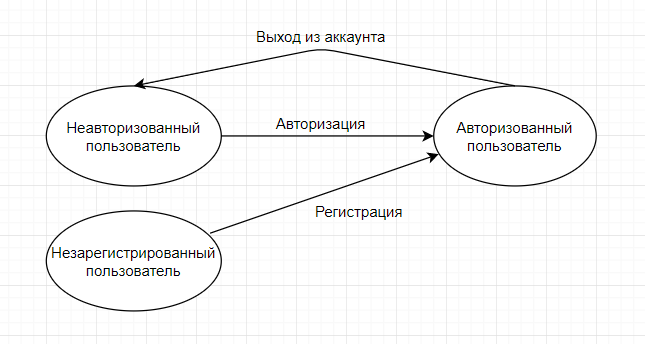 Выход из аккаунта
Неавторизованный
пользователь
Авторизация
Авторизованный
пользователь
Регистрация
Незарегистрированный
пользователь